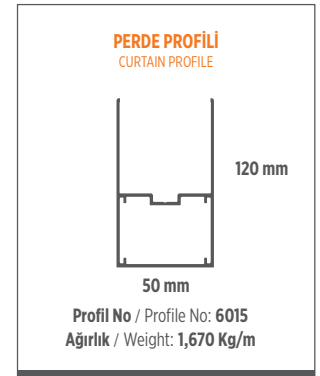 PERDE PROFİLİ
CURTAIN PROFILE
120 mm
50 mm
Profil No / Profile No: 6015
Ağırlık / Weight: 1,670 Kg/m